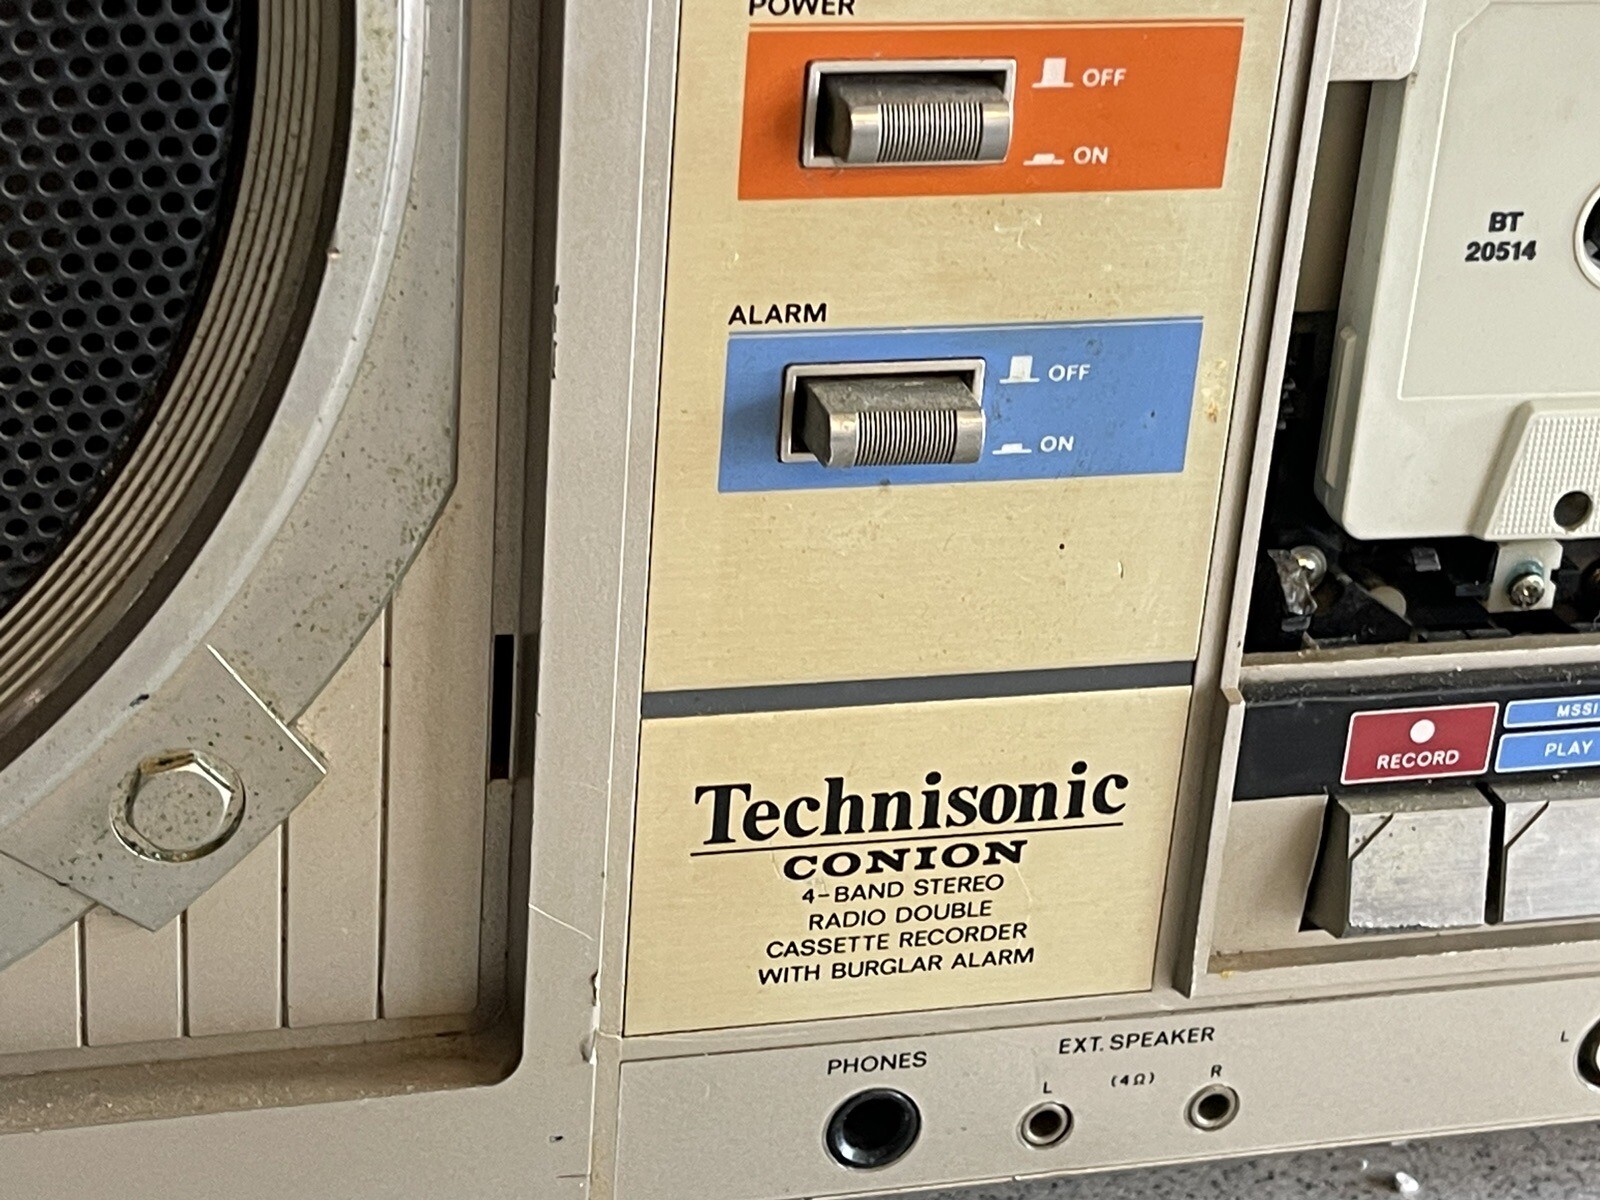 POWER
OFF
ON
ALARM
OFF
ON
BT
20514
RECORD
MSSI
PLAY
Technisonic
CONION
4-BAND STEREO
RADIO DOUBLE
CASSETTE RECORDER
WITH BURGLAR ALARM
PHONES
EXT. SPEAKER
L (4Ω) R
L